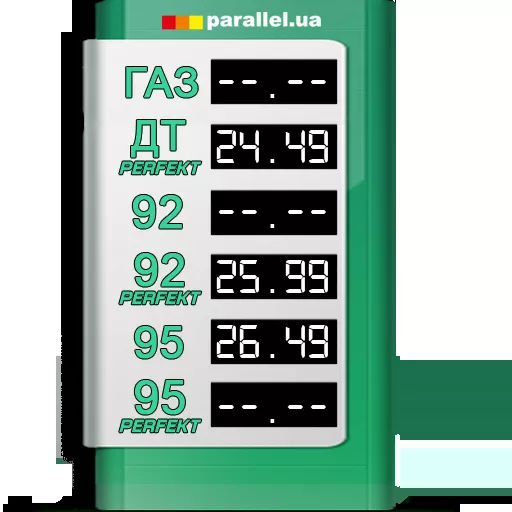 parallel.ua
ГАЗ --.--
ДТ PERFEKT 24.49
92 --.--
92 PERFEKT 25.99
95 26.49
95 PERFEKT --.--